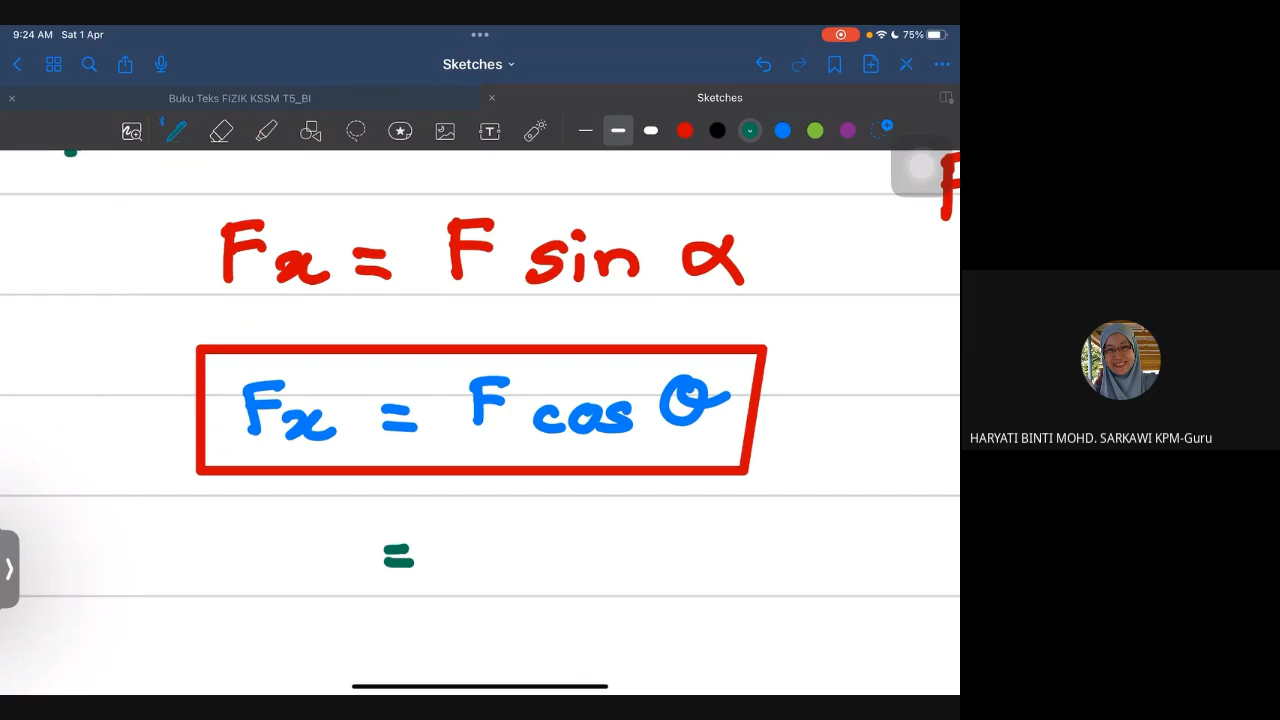 9:24 AM Sat 1 Apr
75%
Sketches
Buku Teks FIZIK KSSM T5_BI
Sketches
Fx = F sin α
Fx = F cos θ
=
HARYATI BINTI MOHD. SARKAWI KPM-Guru